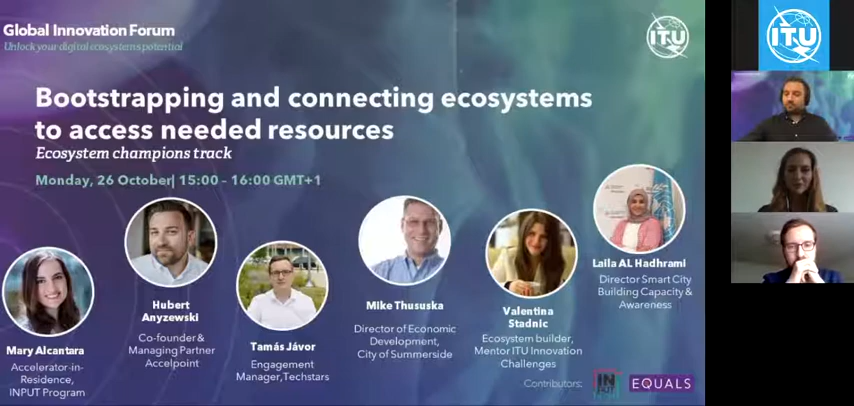 Global Innovation Forum
Unlock your digital ecosystems potential
ITU
ITU
Bootstrapping and connecting ecosystems
to access needed resources
Ecosystem champions track
Monday, 26 October| 15:00 – 16:00 GMT+1
Mary Alcantara
Accelerator-in-
Residence,
INPUT Program
Hubert
Anyzewski
Co-founder &
Managing Partner
Accelpoint
Tamás Jávor
Engagement
Manager,Techstars
Mike Thususka
Director of Economic
Development,
City of Summerside
Valentina
Stadnic
Ecosystem builder,
Mentor ITU Innovation
Challenges
Laila AL Hadhrami
Director Smart City
Building Capacity &
Awareness
Contributors:
IN
PUT
EQUALS